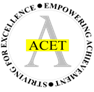 EMPOWERING ACHIEVEMENT • STRIVING FOR EXCELLENCE •
A
ACET